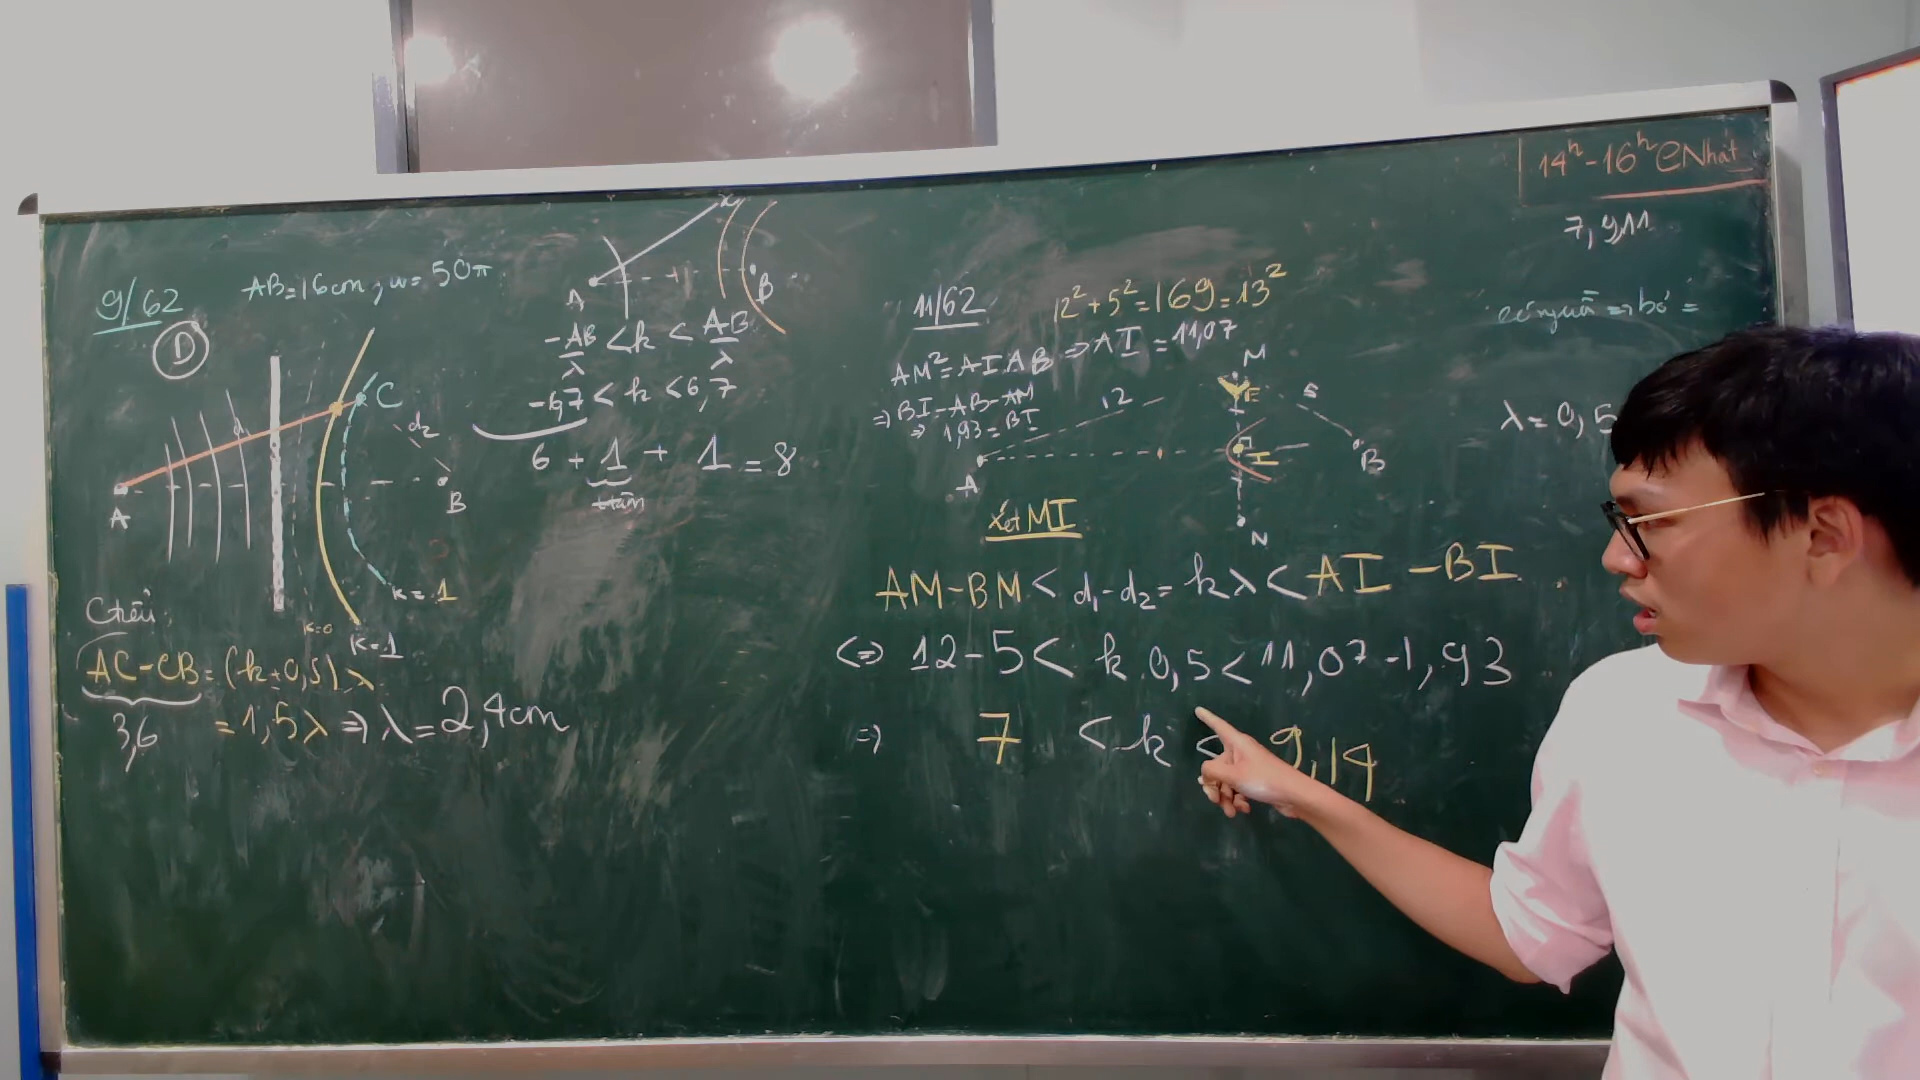 14h-16h CNhất
7, 9, 11
9/62
AB=16cm, w=50π
D
x
A
B
-AB/λ < k < AB/λ
-6,7 < k < 6,7
6 + 1 + 1 = 8
C
d2
A
B
k=0
k=1
k=1
AC-CB=(k+0,5)λ
3,6 = 1,5λ ⇒ λ=2,4cm
11/62
12²+5²=169=13²
AM²=AI.AB ⇒ AI=11,07
⇒ BI=AB-AM
⇒ 1,93=BI
M
E
12
5
A
I
B
N
λ=0,5
Xét MI
AM-BM < d1-d2 = kλ < AI-BI
⇔ 12-5 < k.0,5 < 11,07-1,93
⇒ 7 < k < 9,14